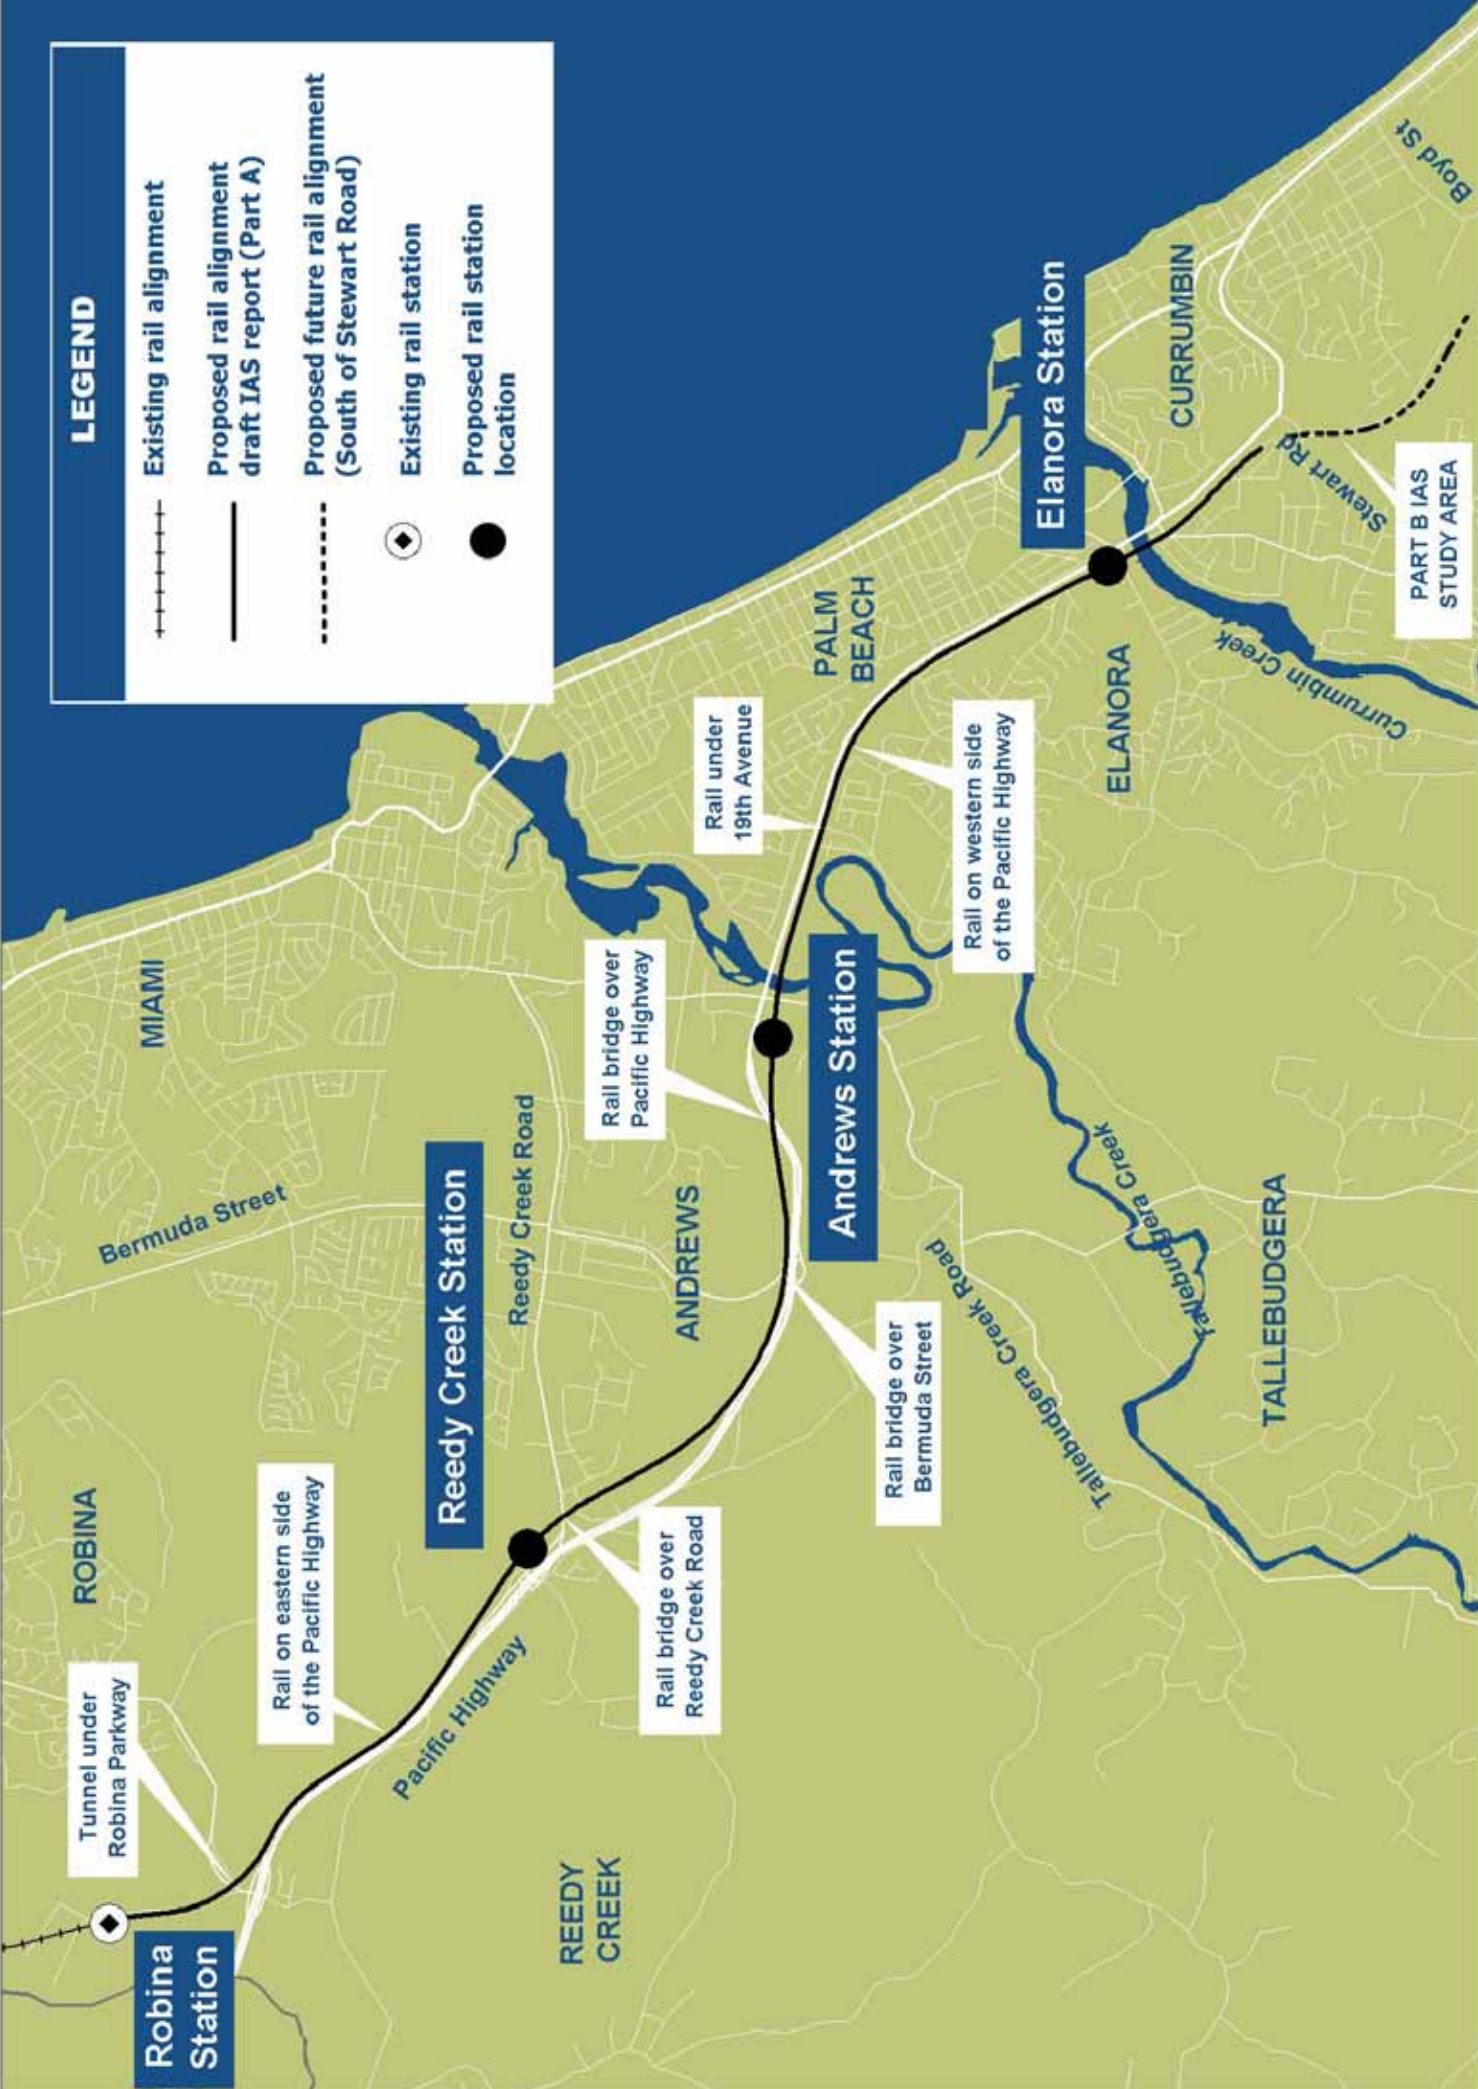 LEGEND
Existing rail alignment
Proposed rail alignment
draft IAS report (Part A)
Proposed future rail alignment
(South of Stewart Road)
Existing rail station
Proposed rail station
location
Robina
Station
Tunnel under
Robina Parkway
ROBINA
Rail on eastern side
of the Pacific Highway
Pacific Highway
REEDY
CREEK
Bermuda Street
MIAMI
Reedy Creek Station
Reedy Creek Road
Rail bridge over
Reedy Creek Road
ANDREWS
Rail bridge over
Pacific Highway
Rail bridge over
Bermuda Street
Andrews Station
Tallebudgera Creek Road
Tallebudgera Creek
Tallebudgera Creek
TALLEBUDGERA
Rail under
19th Avenue
PALM
BEACH
Rail on western side
of the Pacific Highway
ELANORA
Elanora Station
CURRUMBIN
Currumbin Creek
Stewart Rd
Boyd St
PART B IAS
STUDY AREA